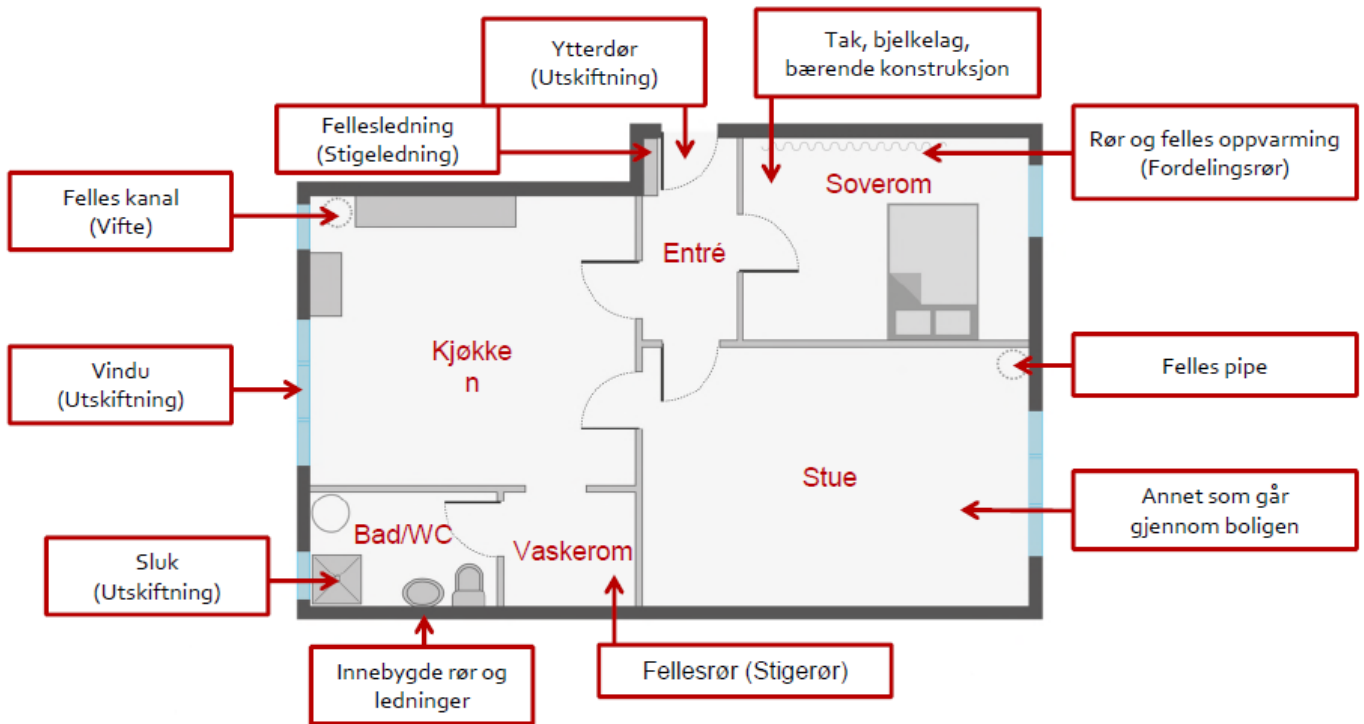 Ytterdør
(Utskiftning)
Tak, bjelkelag,
bærende konstruksjon
Fellesledning
(Stigeledning)
Rør og felles oppvarming
(Fordelingsrør)
Felles kanal
(Vifte)
Soverom
Entré
Kjøkke
n
Vindu
(Utskiftning)
Felles pipe
Stue
Annet som går
gjennom boligen
Bad/WC
Vaskerom
Sluk
(Utskiftning)
Innebygde rør og
ledninger
Fellesrør (Stigerør)